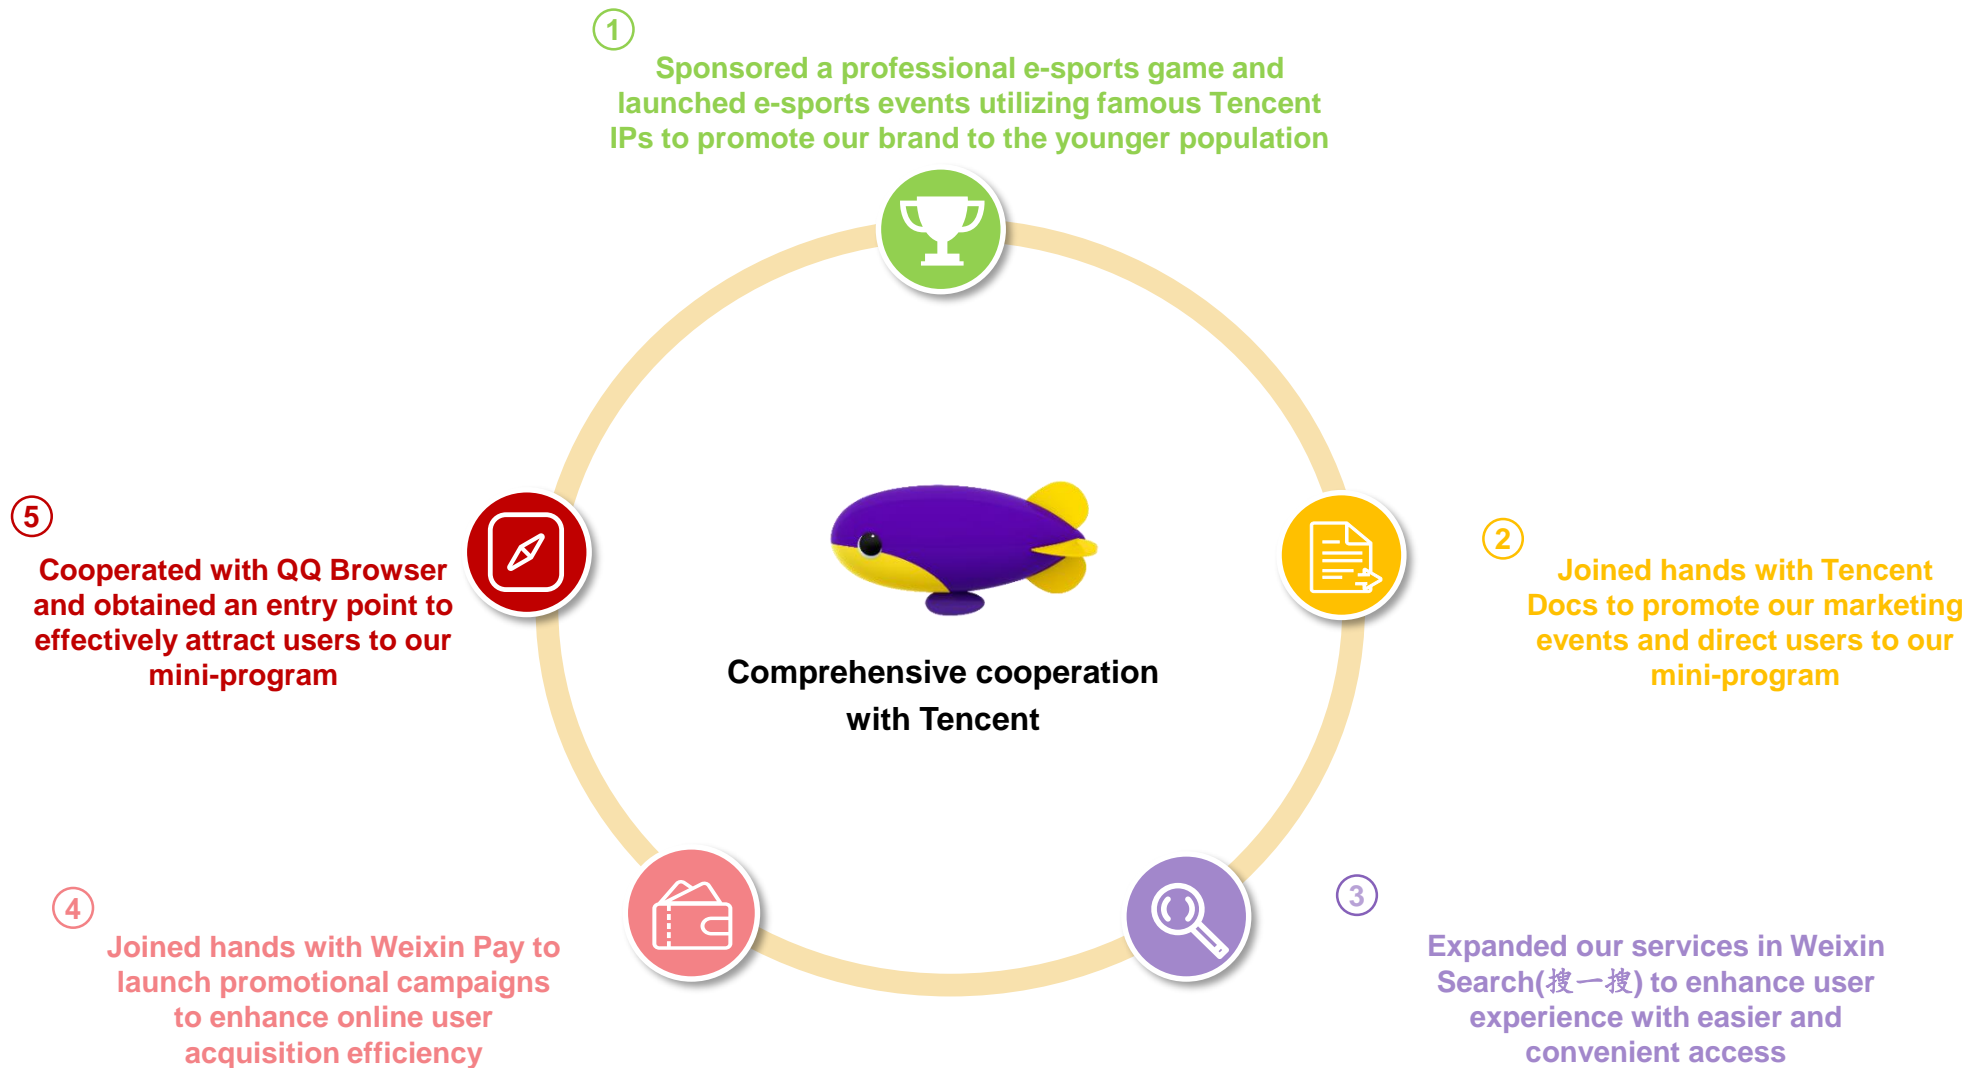 ①
Sponsored a professional e-sports game and
launched e-sports events utilizing famous Tencent
IPs to promote our brand to the younger population
②
Joined hands with Tencent
Docs to promote our marketing
events and direct users to our
mini-program
③
Expanded our services in Weixin
Search(搜一搜) to enhance user
experience with easier and
convenient access
④
Joined hands with Weixin Pay to
launch promotional campaigns
to enhance online user
acquisition efficiency
⑤
Cooperated with QQ Browser
and obtained an entry point to
effectively attract users to our
mini-program
Comprehensive cooperation
with Tencent